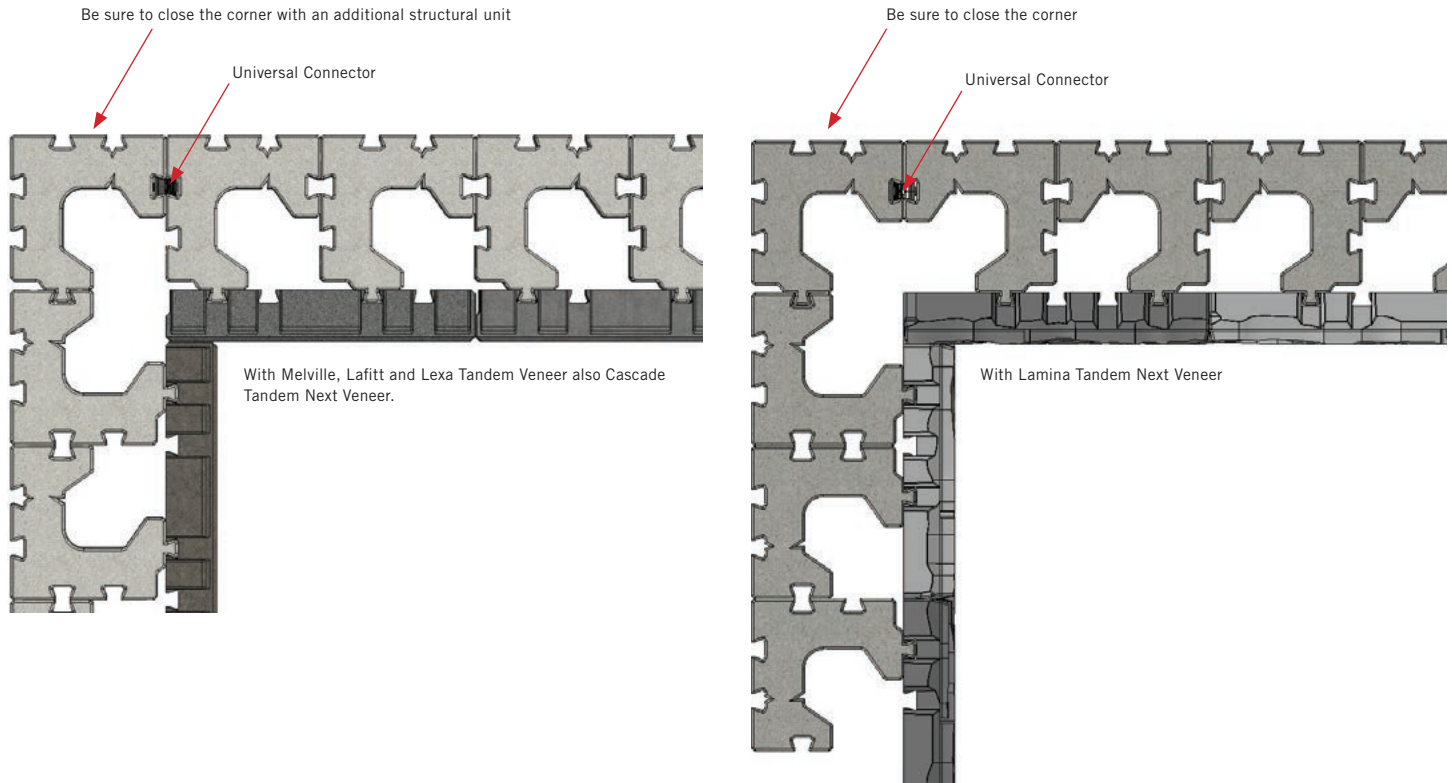 Be sure to close the corner with an additional structural unit
Universal Connector
With Melville, Lafitt and Lexa Tandem Veneer also Cascade
Tandem Next Veneer.
Be sure to close the corner
Universal Connector
With Lamina Tandem Next Veneer